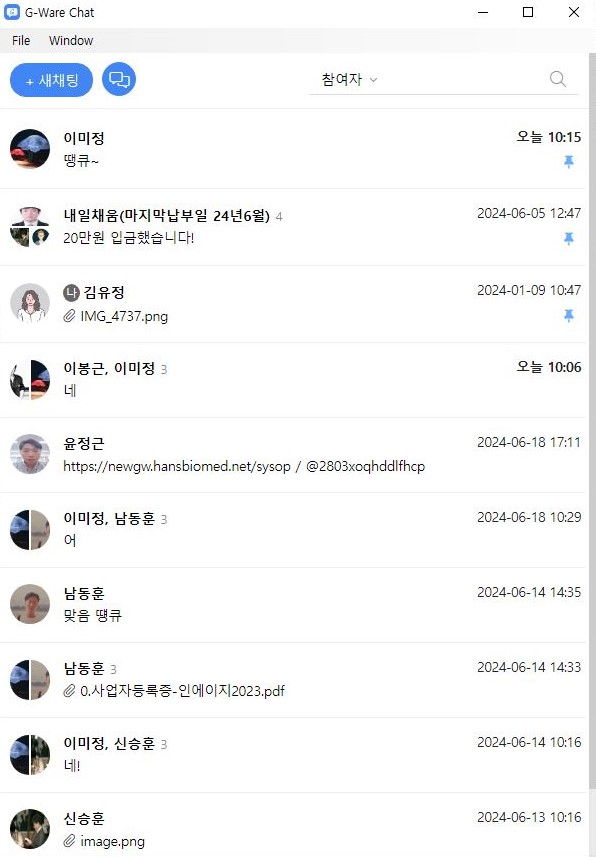 G-Ware Chat
File Window
+ 새채팅
참여자
이미정
오늘 10:15
땡큐~
내일채움(마지막납부일 24년6월) 4
2024-06-05 12:47
20만원 입금했습니다!
나 김유정
2024-01-09 10:47
IMG_4737.png
이봉근, 이미정 3
오늘 10:06
네
윤정근
2024-06-18 17:11
https://newgw.hansbiomed.net/sysop / @2803xoqhddlfhcp
이미정, 남동훈 3
2024-06-18 10:29
어
남동훈
2024-06-14 14:35
맞음 떙큐
남동훈 3
2024-06-14 14:33
0.사업자등록증-인에이지2023.pdf
이미정, 신승훈 3
2024-06-14 10:16
네!
신승훈
2024-06-13 10:16
image.png